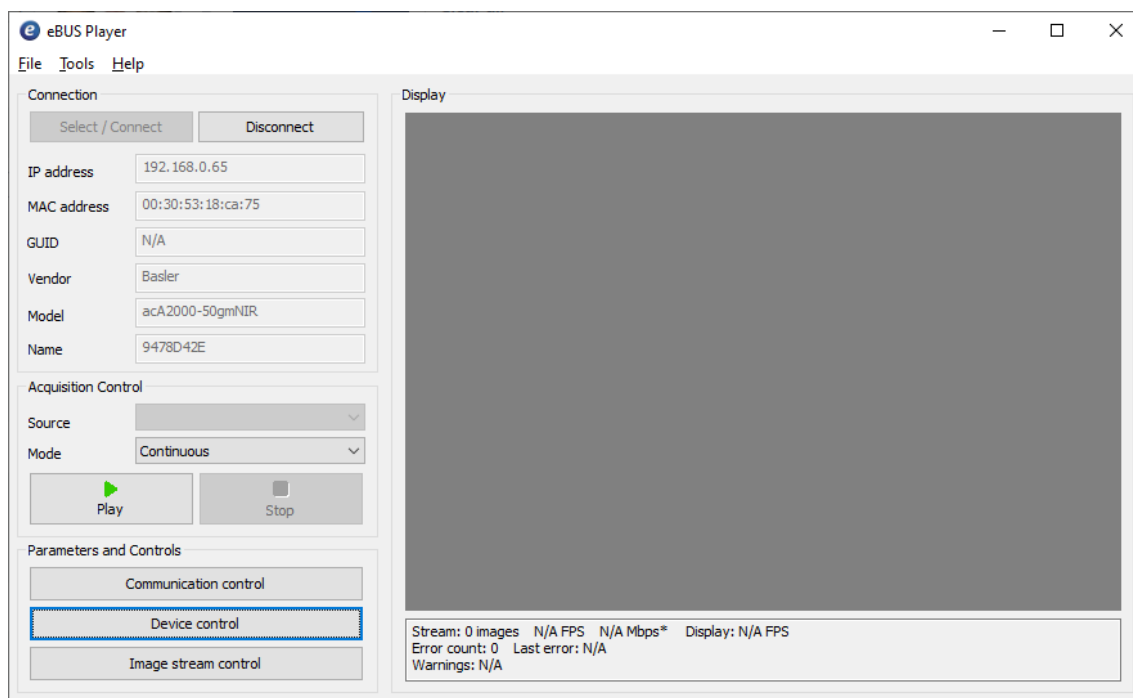 eBUS Player
File Tools Help
Connection
Select / Connect Disconnect
IP address 192.168.0.65
MAC address 00:30:53:18:ca:75
GUID N/A
Vendor Basler
Model acA2000-50gmNIR
Name 9478D42E
Acquisition Control
Source
Mode Continuous
Play Stop
Parameters and Controls
Communication control
Device control
Image stream control
Display
Stream: 0 images N/A FPS N/A Mbps* Display: N/A FPS
Error count: 0 Last error: N/A
Warnings: N/A